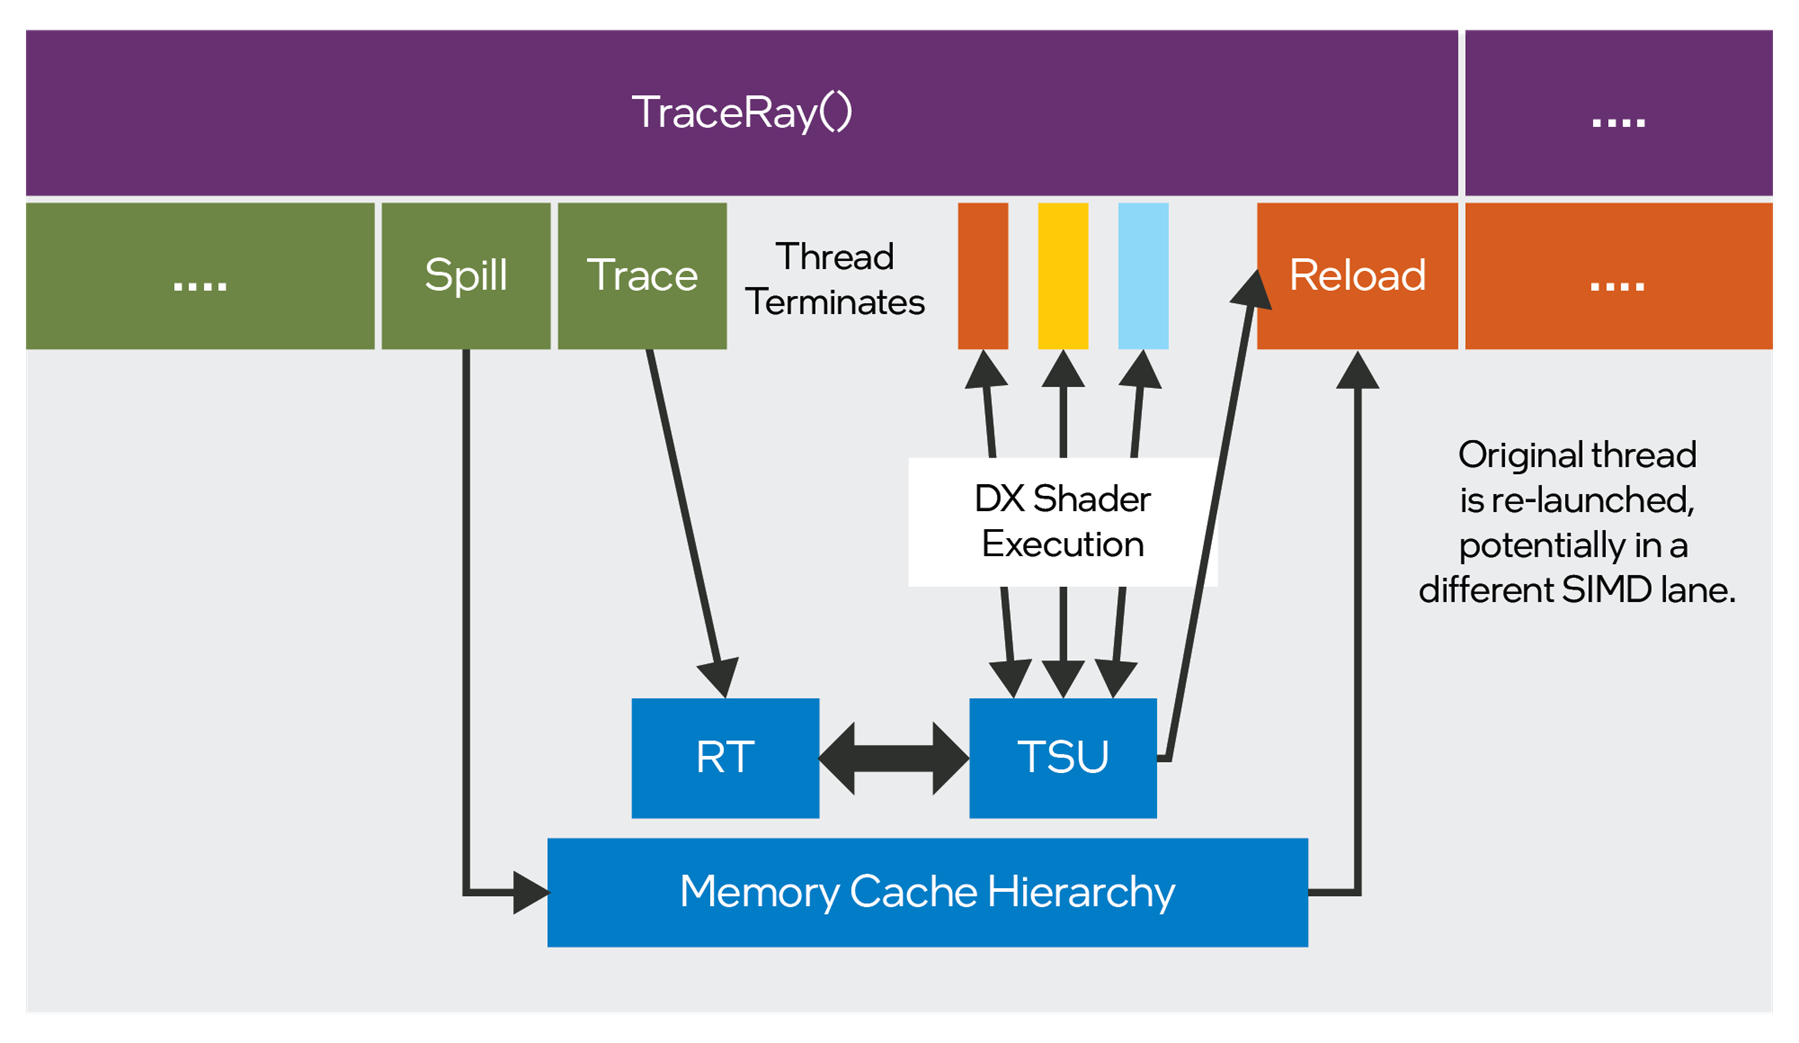 TraceRay()
....
....
Spill
Trace
Thread
Terminates
Reload
....
DX Shader
Execution
Original thread
is re-launched,
potentially in a
different SIMD lane.
RT
TSU
Memory Cache Hierarchy